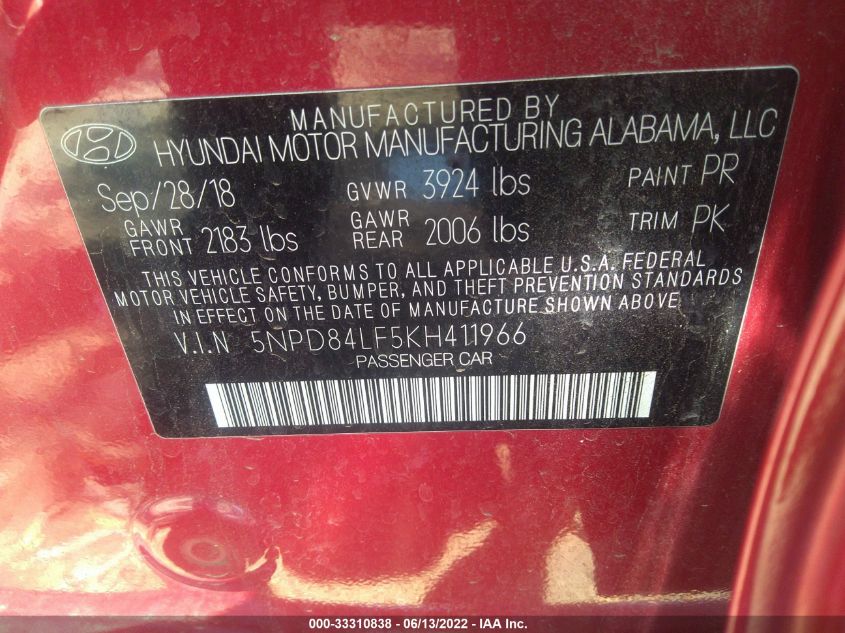 MANUFACTURED BY
HYUNDAI MOTOR MANUFACTURING ALABAMA, LLC
Sep/28/18 GVWR 3924 lbs PAINT PR
GAWR FRONT 2183 lbs GAWR REAR 2006 lbs TRIM PK
THIS VEHICLE CONFORMS TO ALL APPLICABLE U.S.A. FEDERAL
MOTOR VEHICLE SAFETY, BUMPER, AND THEFT PREVENTION STANDARDS
IN EFFECT ON THE DATE OF MANUFACTURE SHOWN ABOVE.
V.I.N 5NPD84LF5KH411966
PASSENGER CAR
000-33310838 - 06/13/2022 - IAA Inc.